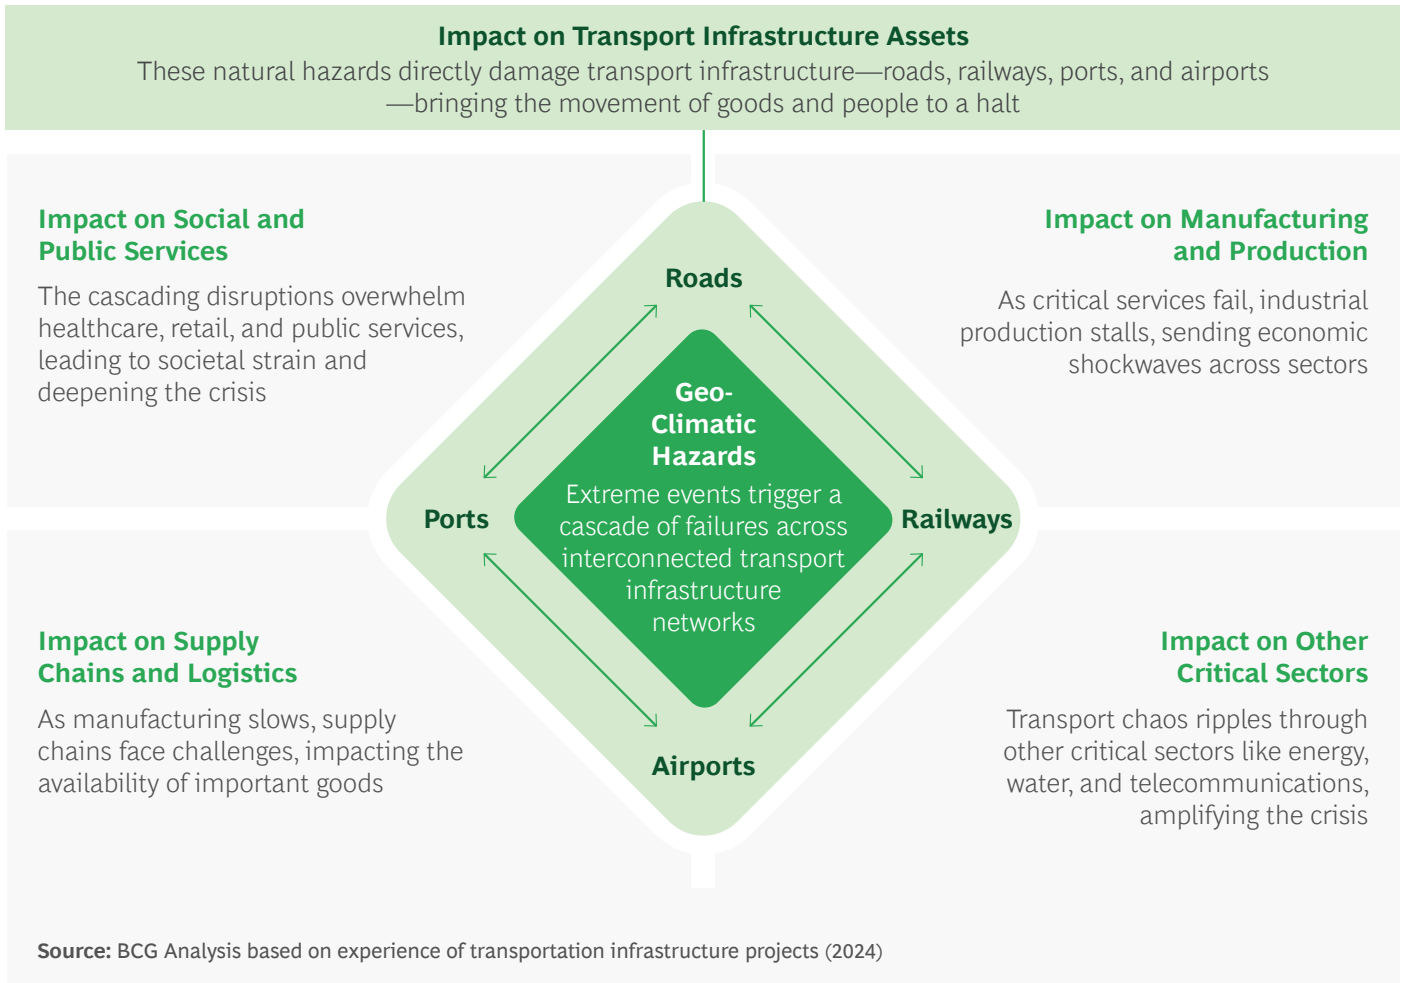 Impact on Transport Infrastructure Assets
These natural hazards directly damage transport infrastructure—roads, railways, ports, and airports
—bringing the movement of goods and people to a halt
Impact on Social and
Public Services
The cascading disruptions overwhelm
healthcare, retail, and public services,
leading to societal strain and
deepening the crisis
Impact on Manufacturing
and Production
As critical services fail, industrial
production stalls, sending economic
shockwaves across sectors
Roads
Geo-
Climatic
Hazards
Extreme events trigger a
cascade of failures across
interconnected transport
infrastructure
networks
Ports
Railways
Airports
Impact on Supply
Chains and Logistics
As manufacturing slows, supply
chains face challenges, impacting the
availability of important goods
Impact on Other
Critical Sectors
Transport chaos ripples through
other critical sectors like energy,
water, and telecommunications,
amplifying the crisis
Source: BCG Analysis based on experience of transportation infrastructure projects (2024)